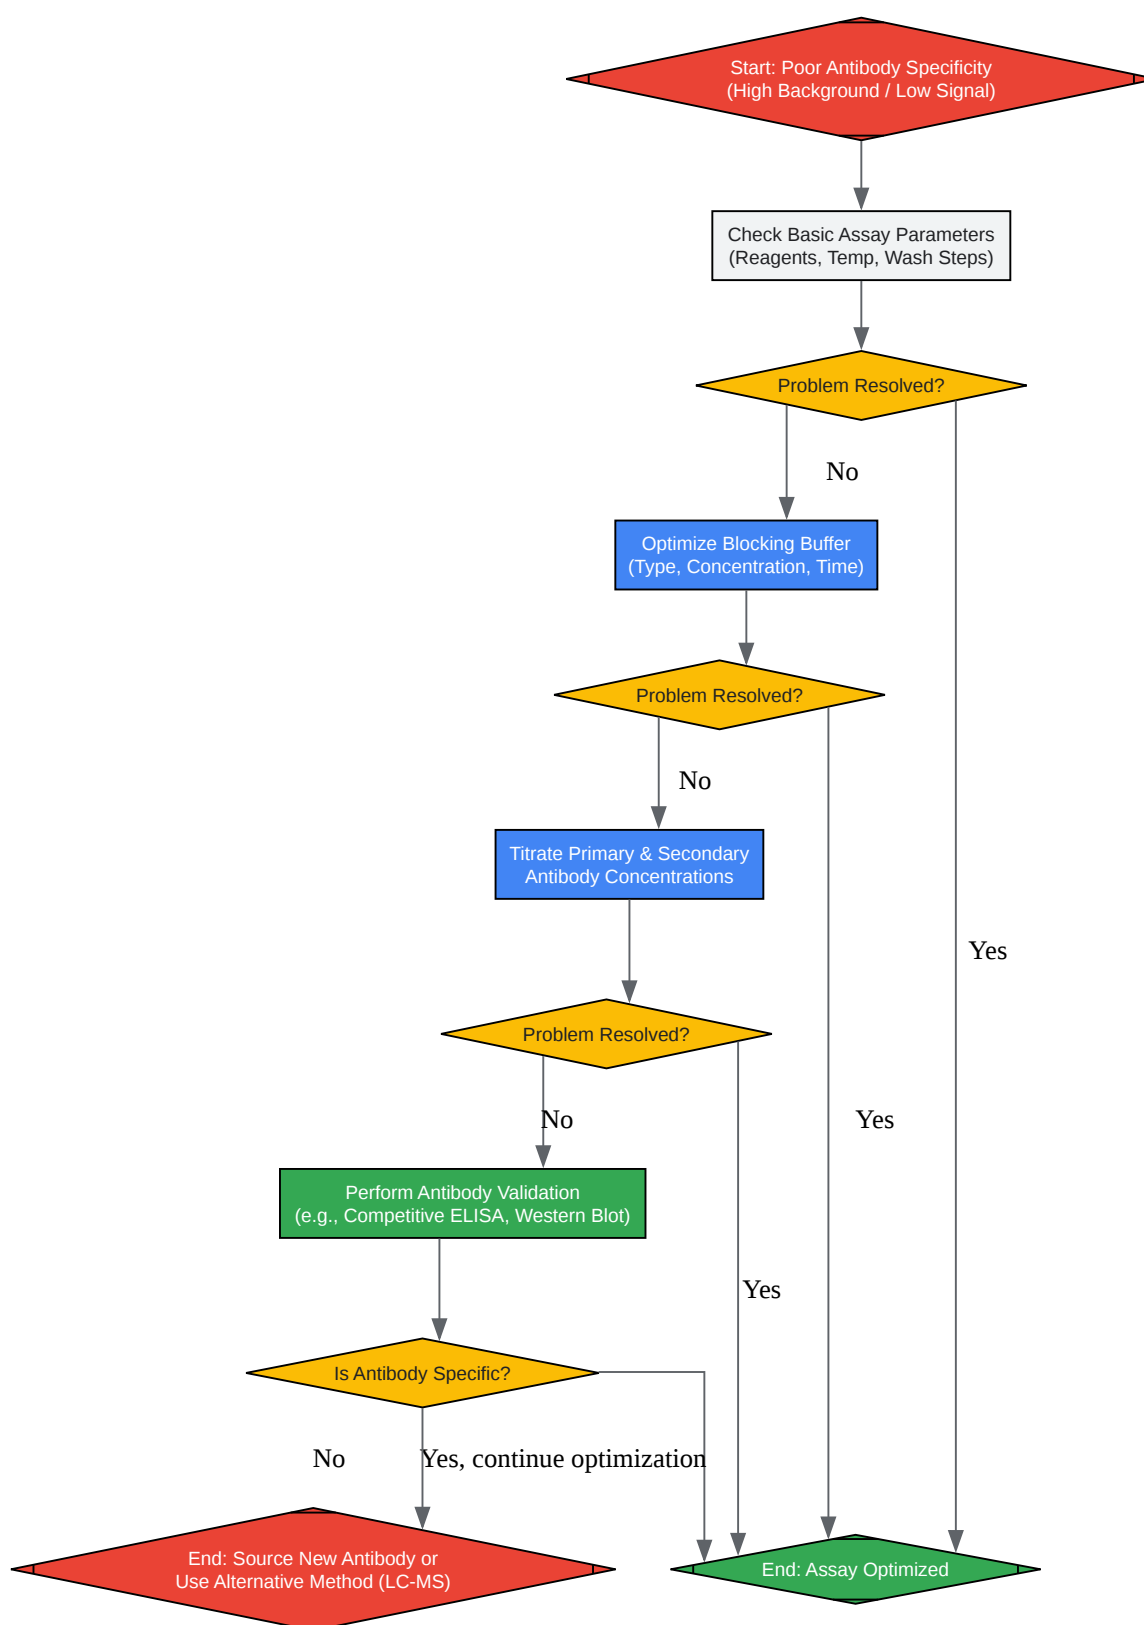 Start: Poor Antibody Specificity
(High Background / Low Signal)
Check Basic Assay Parameters
(Reagents, Temp, Wash Steps)
Problem Resolved?
No
Optimize Blocking Buffer
(Type, Concentration, Time)
Problem Resolved?
No
Titrate Primary & Secondary
Antibody Concentrations
Yes
Problem Resolved?
No
Yes
Perform Antibody Validation
(e.g., Competitive ELISA, Western Blot)
Yes
Is Antibody Specific?
No
Yes, continue optimization
End: Source New Antibody or
Use Alternative Method (LC-MS)
End: Assay Optimized